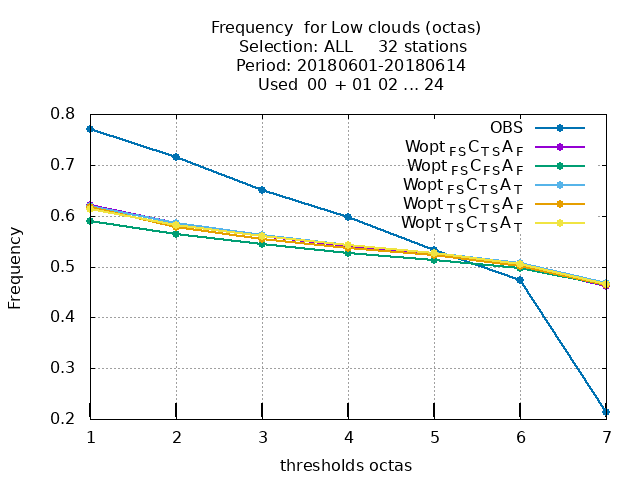 Frequency  for Low clouds (octas)
Selection: ALL     32 stations
Period: 20180601-20180614
Used  00  + 01 02 ... 24
0.8
0.7
0.6
0.5
0.4
0.3
0.2
Frequency
OBS
Wopt FS C TS A F
Wopt FS C FS A F
Wopt FS C TS A T
Wopt TS C TS A F
Wopt TS C TS A T
1 2 3 4 5 6 7
thresholds octas